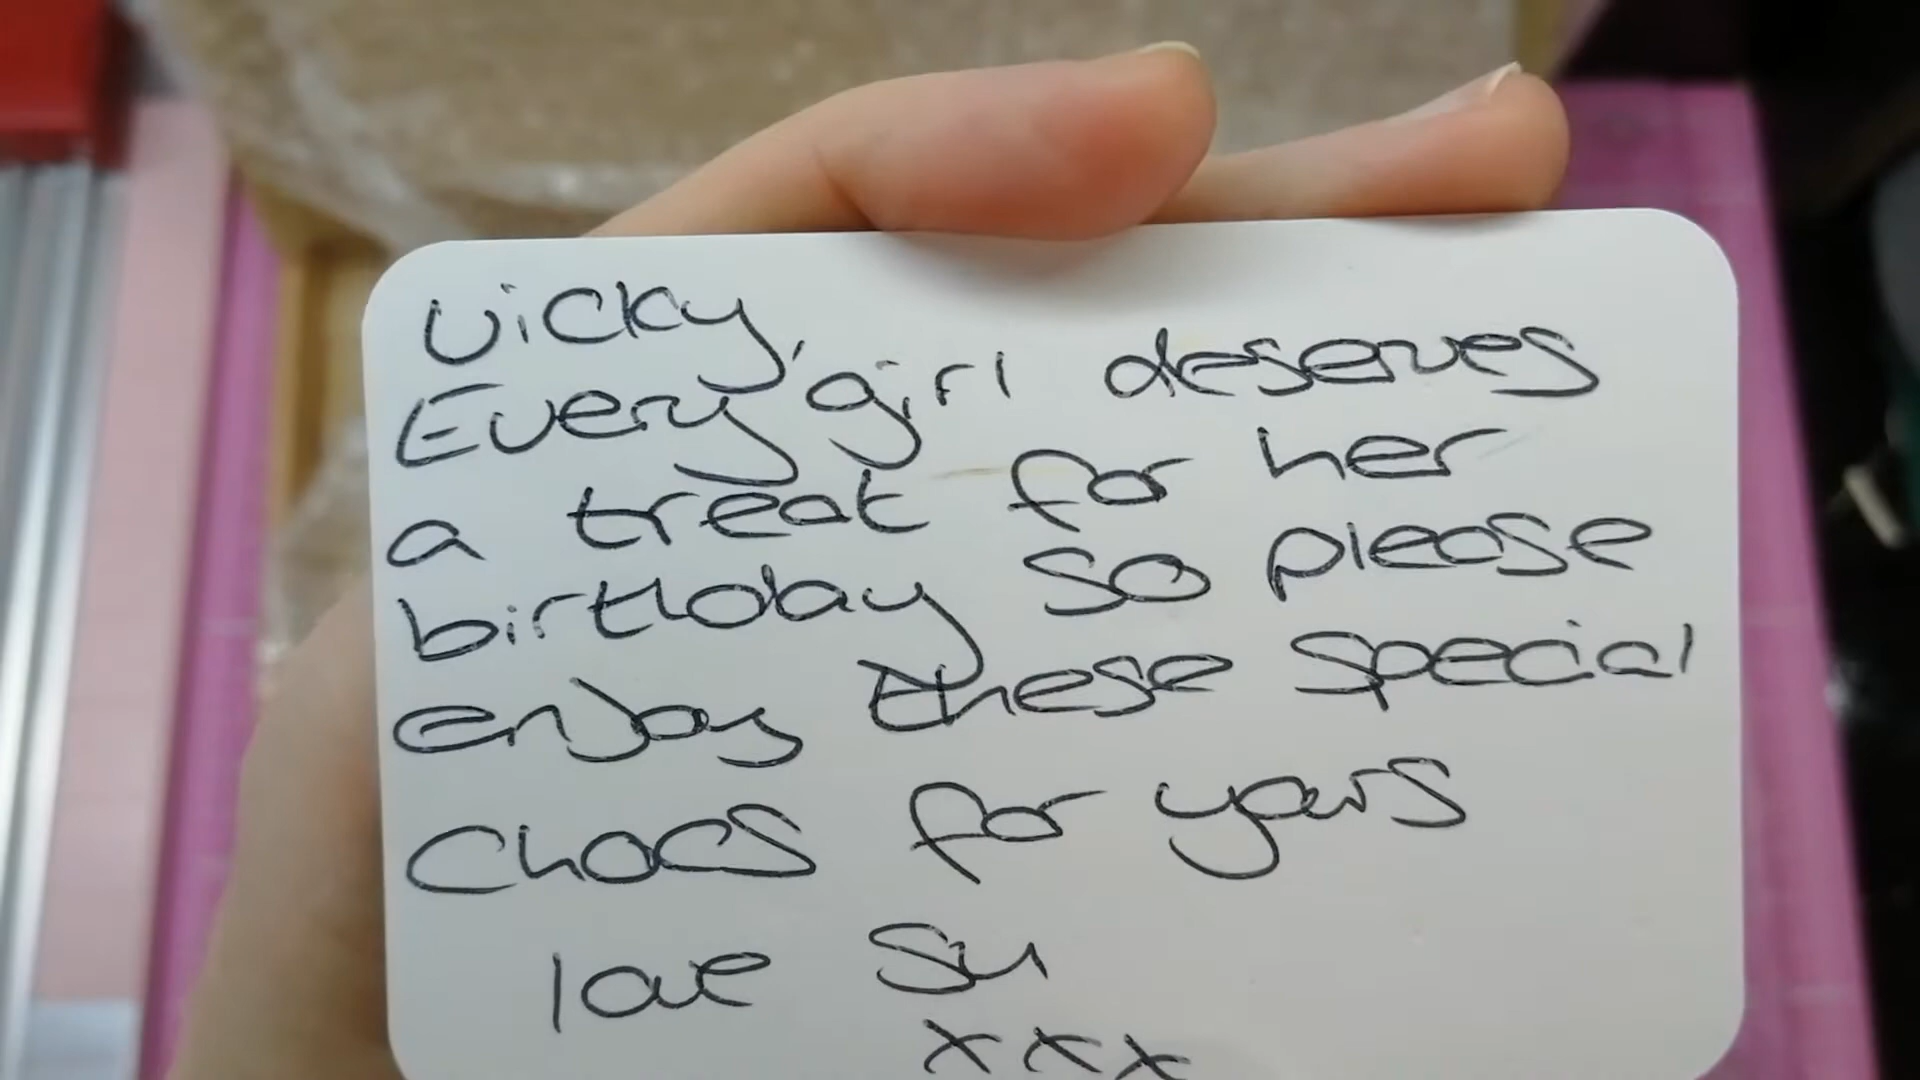 Vicky,
Every girl deserves
a treat for her
birthday so please
enjoy these special
chocs for yours
love Su
xxx